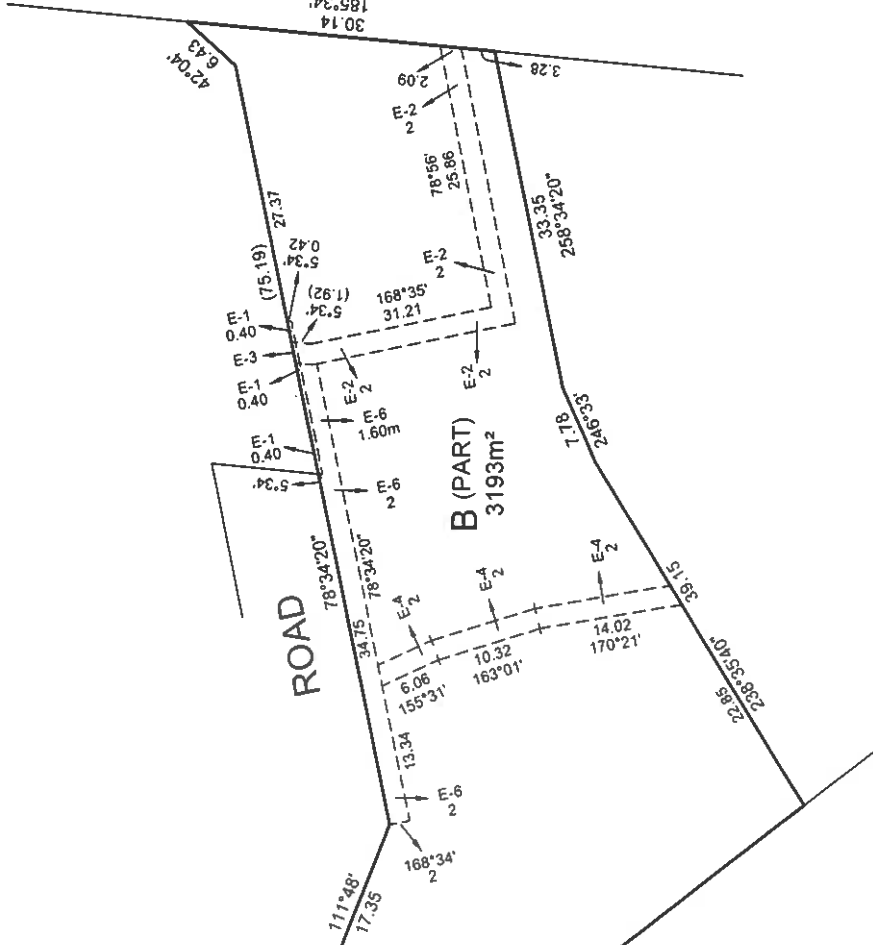 185°34'
30.14
42°04'
6.43
2.09
3.28
E-2
2
78°56'
25.86
27.37
(75.19)
0.42
5°34'
5°34'
(1.92)
E-1
0.40
E-3
E-1
0.40
E-2
2
168°35'
31.21
33.35
258°34'20"
E-2
2
E-2
2
E-6
1.60m
E-1
0.40
5°34'
E-6
2
B (PART)
3193m²
7.78
246°33'
78°34'20"
78°34'20"
ROAD
34.75
E-4
2
E-4
2
E-4
2
39.15
6.06
155°31'
10.32
163°01'
14.02
170°21'
22.85
238°35'40"
13.34
E-6
2
168°34'
2
111°48'
17.35